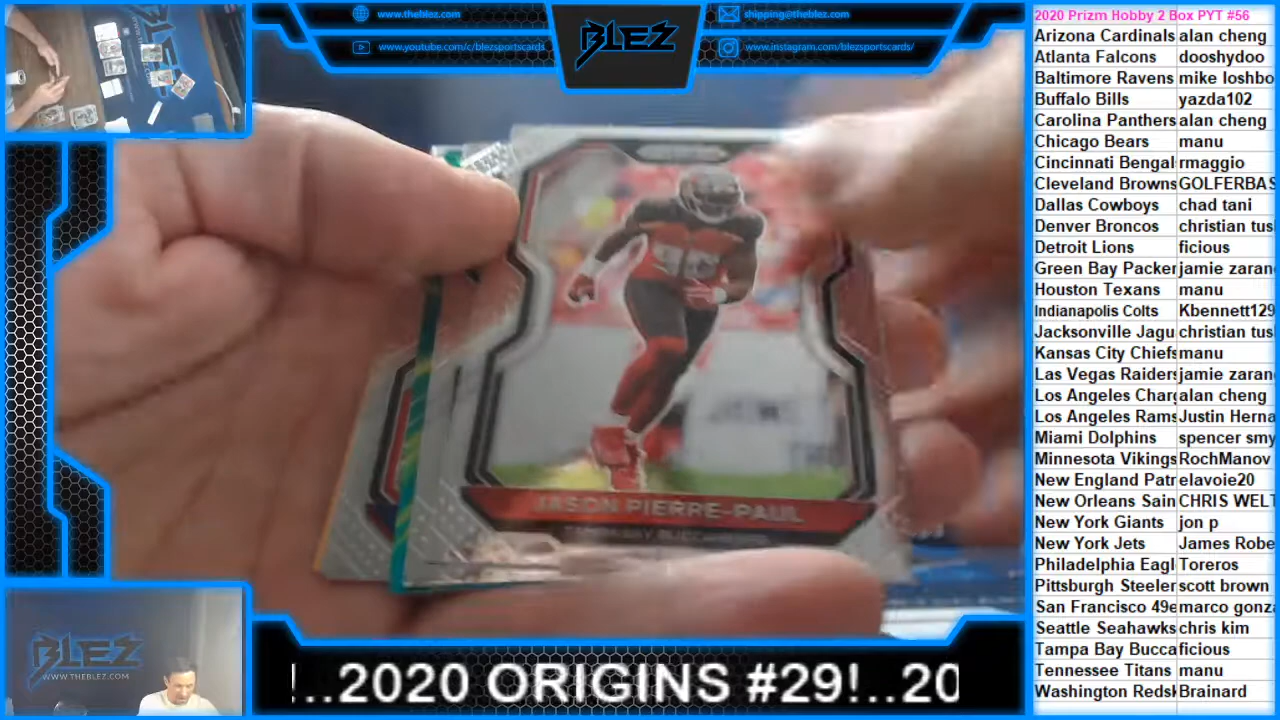 www.theblez.com
www.youtube.com/c/blezsportscards
BLEZ
shipping@theblez.com
www.instagram.com/blezsportscards/
JASON PIERRE-PAUL
BLEZ
WWW.THEBLEZ.COM
!..2020 ORIGINS #29!..20
2020 Prizm Hobby 2 Box PYT #56
Arizona Cardinals alan cheng
Atlanta Falcons dooshydoo
Baltimore Ravens mike loshbo
Buffalo Bills yazda102
Carolina Panthers alan cheng
Chicago Bears manu
Cincinnati Bengal rmaggio
Cleveland Browns GOLFERBAS
Dallas Cowboys chad tani
Denver Broncos christian tus
Detroit Lions ficious
Green Bay Packer jamie zaran
Houston Texans manu
Indianapolis Colts Kbennett129
Jacksonville Jagu christian tus
Kansas City Chiefs manu
Las Vegas Raiders jamie zaran
Los Angeles Charg alan cheng
Los Angeles Rams Justin Herna
Miami Dolphins spencer smy
Minnesota Vikings RochManov
New England Patr elavoie20
New Orleans Sain CHRIS WELT
New York Giants jon p
New York Jets James Robe
Philadelphia Eagl Toreros
Pittsburgh Steeler scott brown
San Francisco 49e marco gonza
Seattle Seahawks chris kim
Tampa Bay Bucca ficious
Tennessee Titans manu
Washington Redsk Brainard